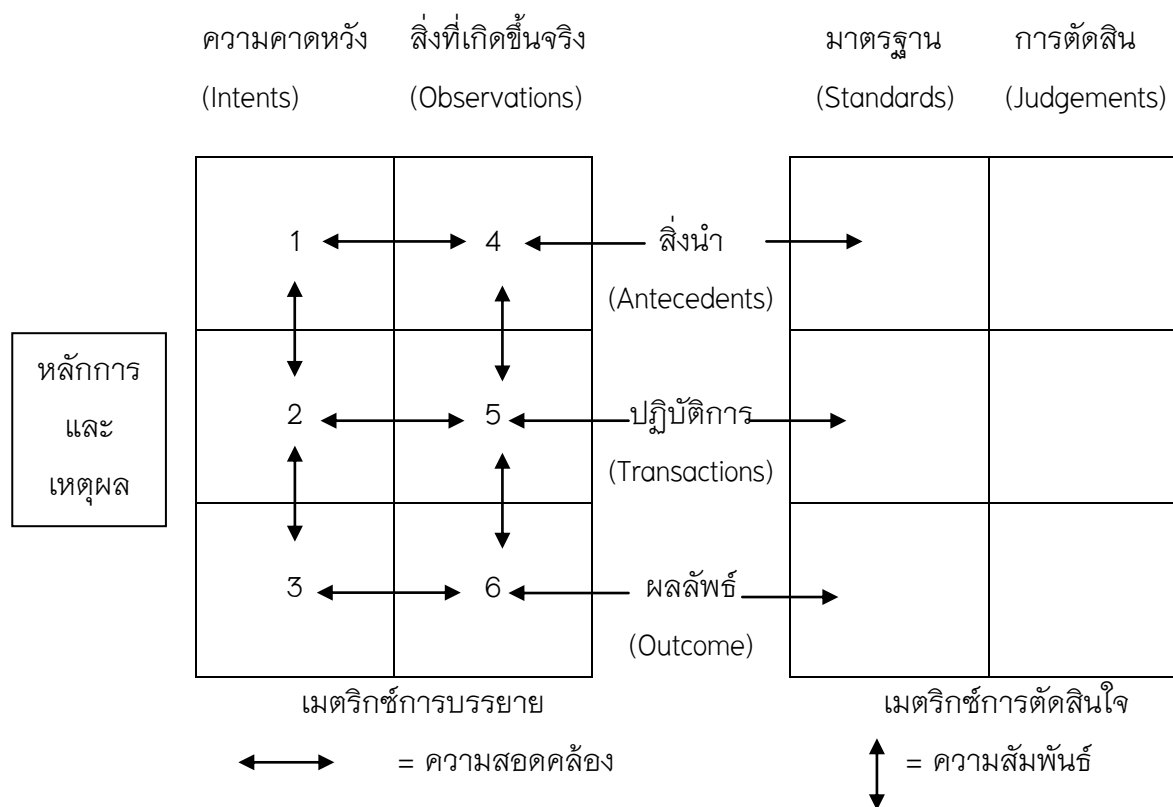 ความคาดหวัง สิ่งที่เกิดขึ้นจริง มาตรฐาน การตัดสิน
(Intents) (Observations) (Standards) (Judgements)
1 4 สิ่งนำ
(Antecedents)
หลักการ
และ
เหตุผล
2 5 ปฏิบัติการ
(Transactions)
3 6 ผลลัพธ์
(Outcome)
เมตริกซ์การบรรยาย เมตริกซ์การตัดสินใจ
= ความสอดคล้อง = ความสัมพันธ์